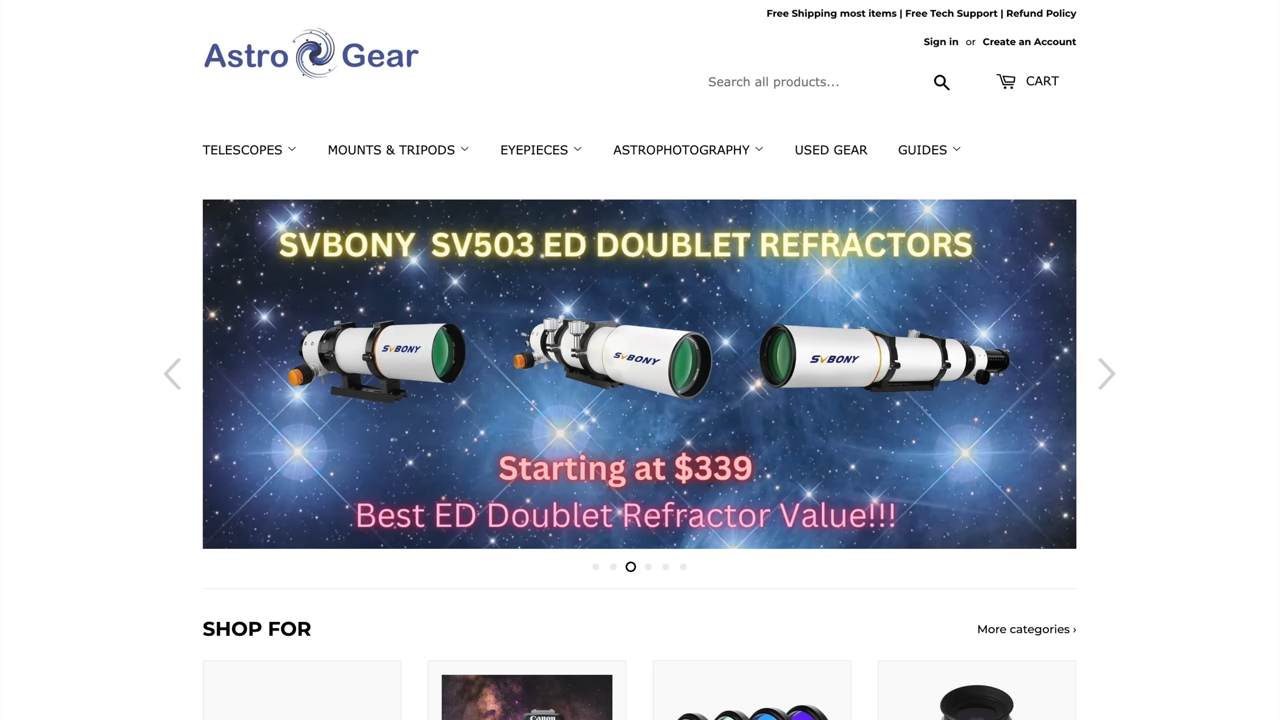 Free Shipping most items | Free Tech Support | Refund Policy
Sign in or Create an Account
Astro Gear
Search all products...
CART
TELESCOPES MOUNTS & TRIPODS EYEPIECES ASTROPHOTOGRAPHY USED GEAR GUIDES
SVBONY SV503 ED DOUBLET REFRACTORS
SVBONY SVBONY SVBONY
Starting at $339
Best ED Doublet Refractor Value!!!
SHOP FOR
More categories ›
Canon